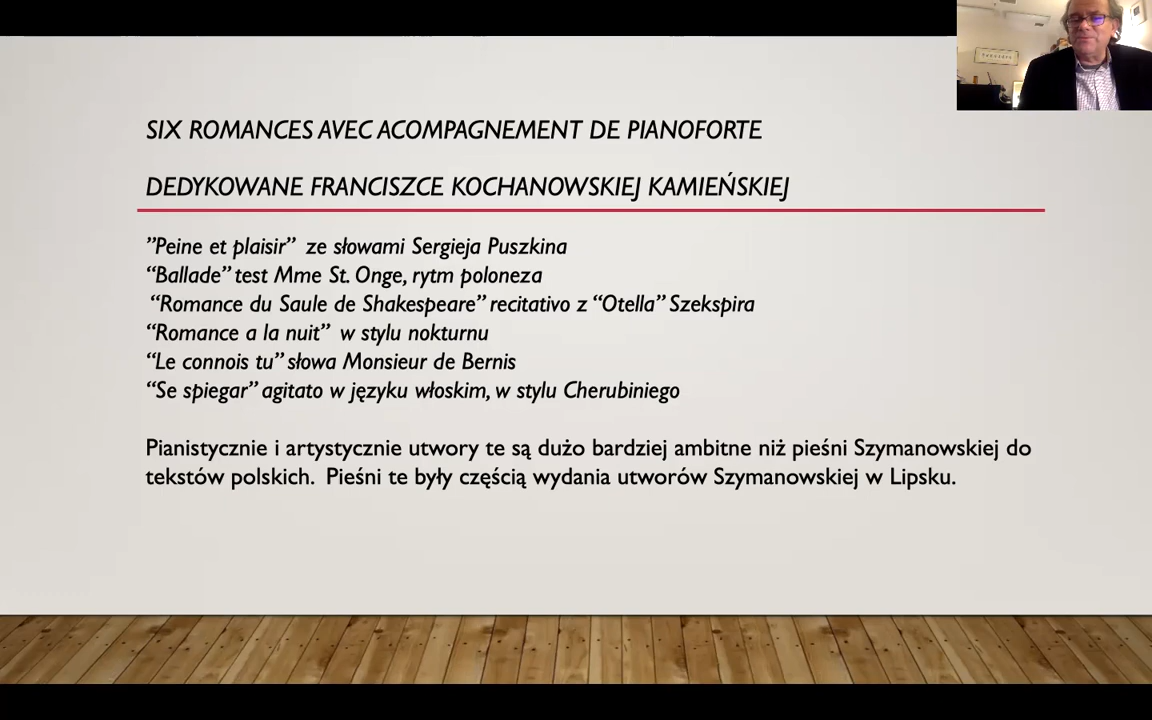 SIX ROMANCES AVEC ACOMPAGNEMENT DE PIANOFORTE
DEDYKOWANE FRANCISZCE KOCHANOWSKIEJ KAMIEŃSKIEJ
”Peine et plaisir” ze słowami Sergieja Puszkina
“Ballade” test Mme St. Onge, rytm poloneza
“Romance du Saule de Shakespeare” recitativo z “Otella” Szekspira
“Romance a la nuit” w stylu nokturnu
“Le connois tu” słowa Monsieur de Bernis
“Se spiegar” agitato w języku włoskim, w stylu Cherubiniego
Pianistycznie i artystycznie utwory te są dużo bardziej ambitne niż pieśni Szymanowskiej do
tekstów polskich. Pieśni te były częścią wydania utworów Szymanowskiej w Lipsku.